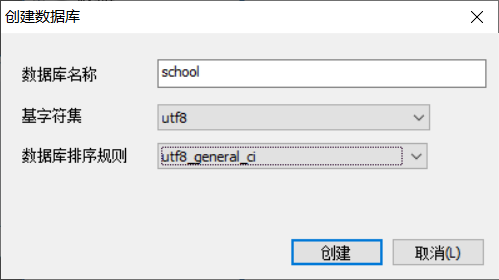 创建数据库
数据库名称
school
基字符集
utf8
数据库排序规则
utf8_general_ci
创建
取消(L)